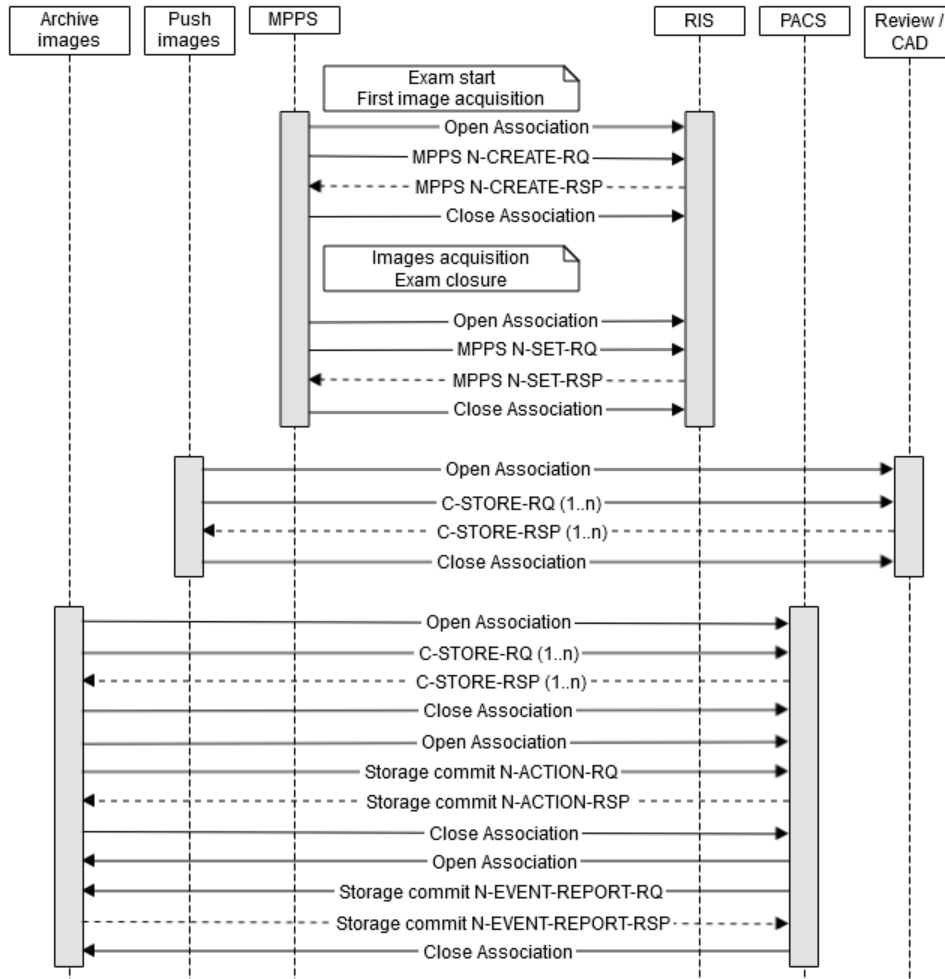 Archive
images
Push
images
MPPS
RIS
PACS
Review /
CAD
Exam start
First image acquisition
Open Association
MPPS N-CREATE-RQ
MPPS N-CREATE-RSP
Close Association
Images acquisition
Exam closure
Open Association
MPPS N-SET-RQ
MPPS N-SET-RSP
Close Association
Open Association
C-STORE-RQ (1..n)
C-STORE-RSP (1..n)
Close Association
Open Association
C-STORE-RQ (1..n)
C-STORE-RSP (1..n)
Close Association
Open Association
Storage commit N-ACTION-RQ
Storage commit N-ACTION-RSP
Close Association
Open Association
Storage commit N-EVENT-REPORT-RQ
Storage commit N-EVENT-REPORT-RSP
Close Association